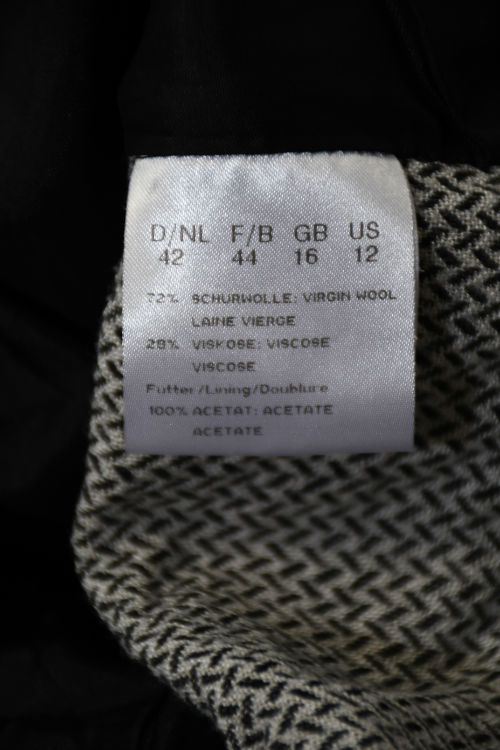 D/NL F/B GB US
42 44 16 12
72% SCHURWOLLE: VIRGIN WOOL
LAINE VIERGE
28% VISKOSE: VISCOSE
VISCOSE
Futter/Lining/Doublure
100% ACETAT: ACETATE
ACETATE